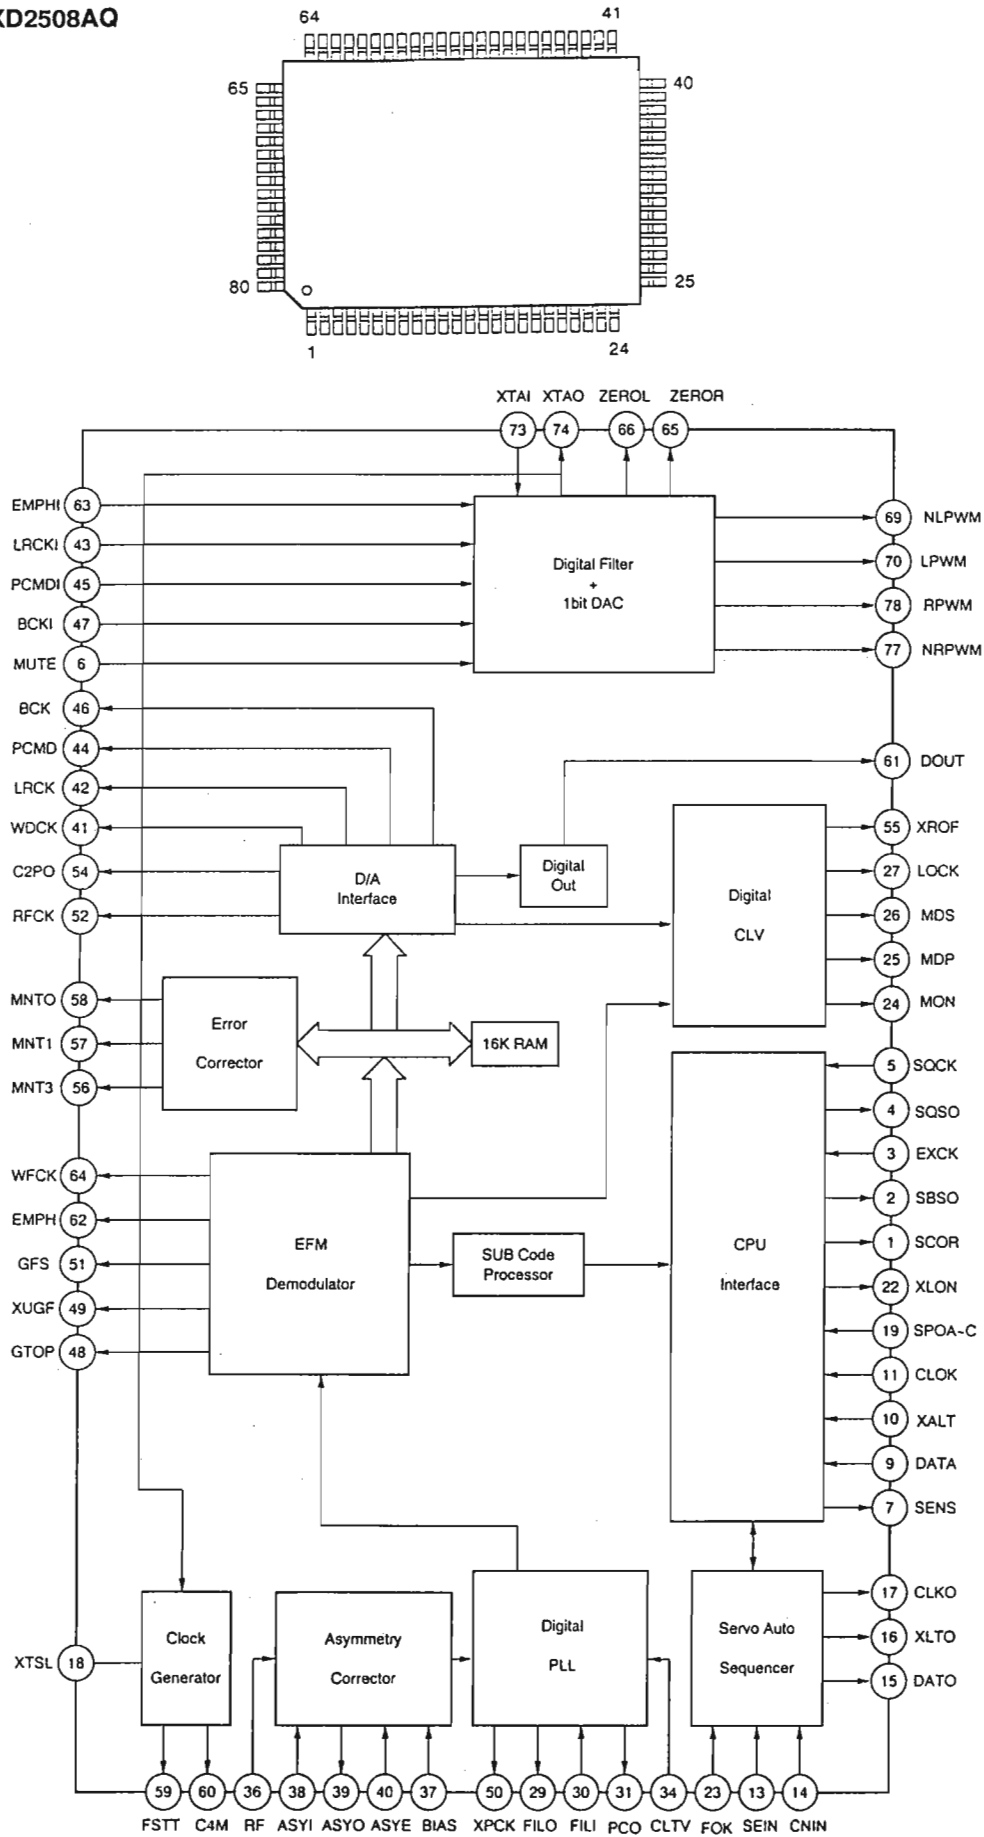 XD2508AQ
64 41
65 40
80 25
1 24
XTAI XTAO ZEROL ZEROR
73 74 66 65
EMPHI 63
LRCKI 43
PCMDI 45
BCKI 47
MUTE 6
Digital Filter
+
1bit DAC
69 NLPWM
70 LPWM
78 RPWM
77 NRPWM
BCK 46
PCMD 44
LRCK 42
WDCK 41
C2PO 54
RFCK 52
D/A
Interface
Digital
Out
Digital
CLV
61 DOUT
55 XROF
27 LOCK
26 MDS
25 MDP
24 MON
MNTO 58
MNT1 57
MNT3 56
Error
Corrector
16K RAM
WFCK 64
EMPH 62
GFS 51
XUGF 49
GTOP 48
EFM
Demodulator
SUB Code
Processor
CPU
Interface
5 SQCK
4 SQSO
3 EXCK
2 SBSO
1 SCOR
22 XLON
19 SPOA~C
11 CLOK
10 XALT
9 DATA
7 SENS
XTSL 18
Clock
Generator
Asymmetry
Corrector
Digital
PLL
Servo Auto
Sequencer
17 CLKO
16 XLTO
15 DATO
59 60 36 38 39 40 37 50 29 30 31 34 23 13 14
FSTT C4M RF ASYI ASYO ASYE BIAS XPCK FILO FILI PCO CLTV FOK SEIN CNIN